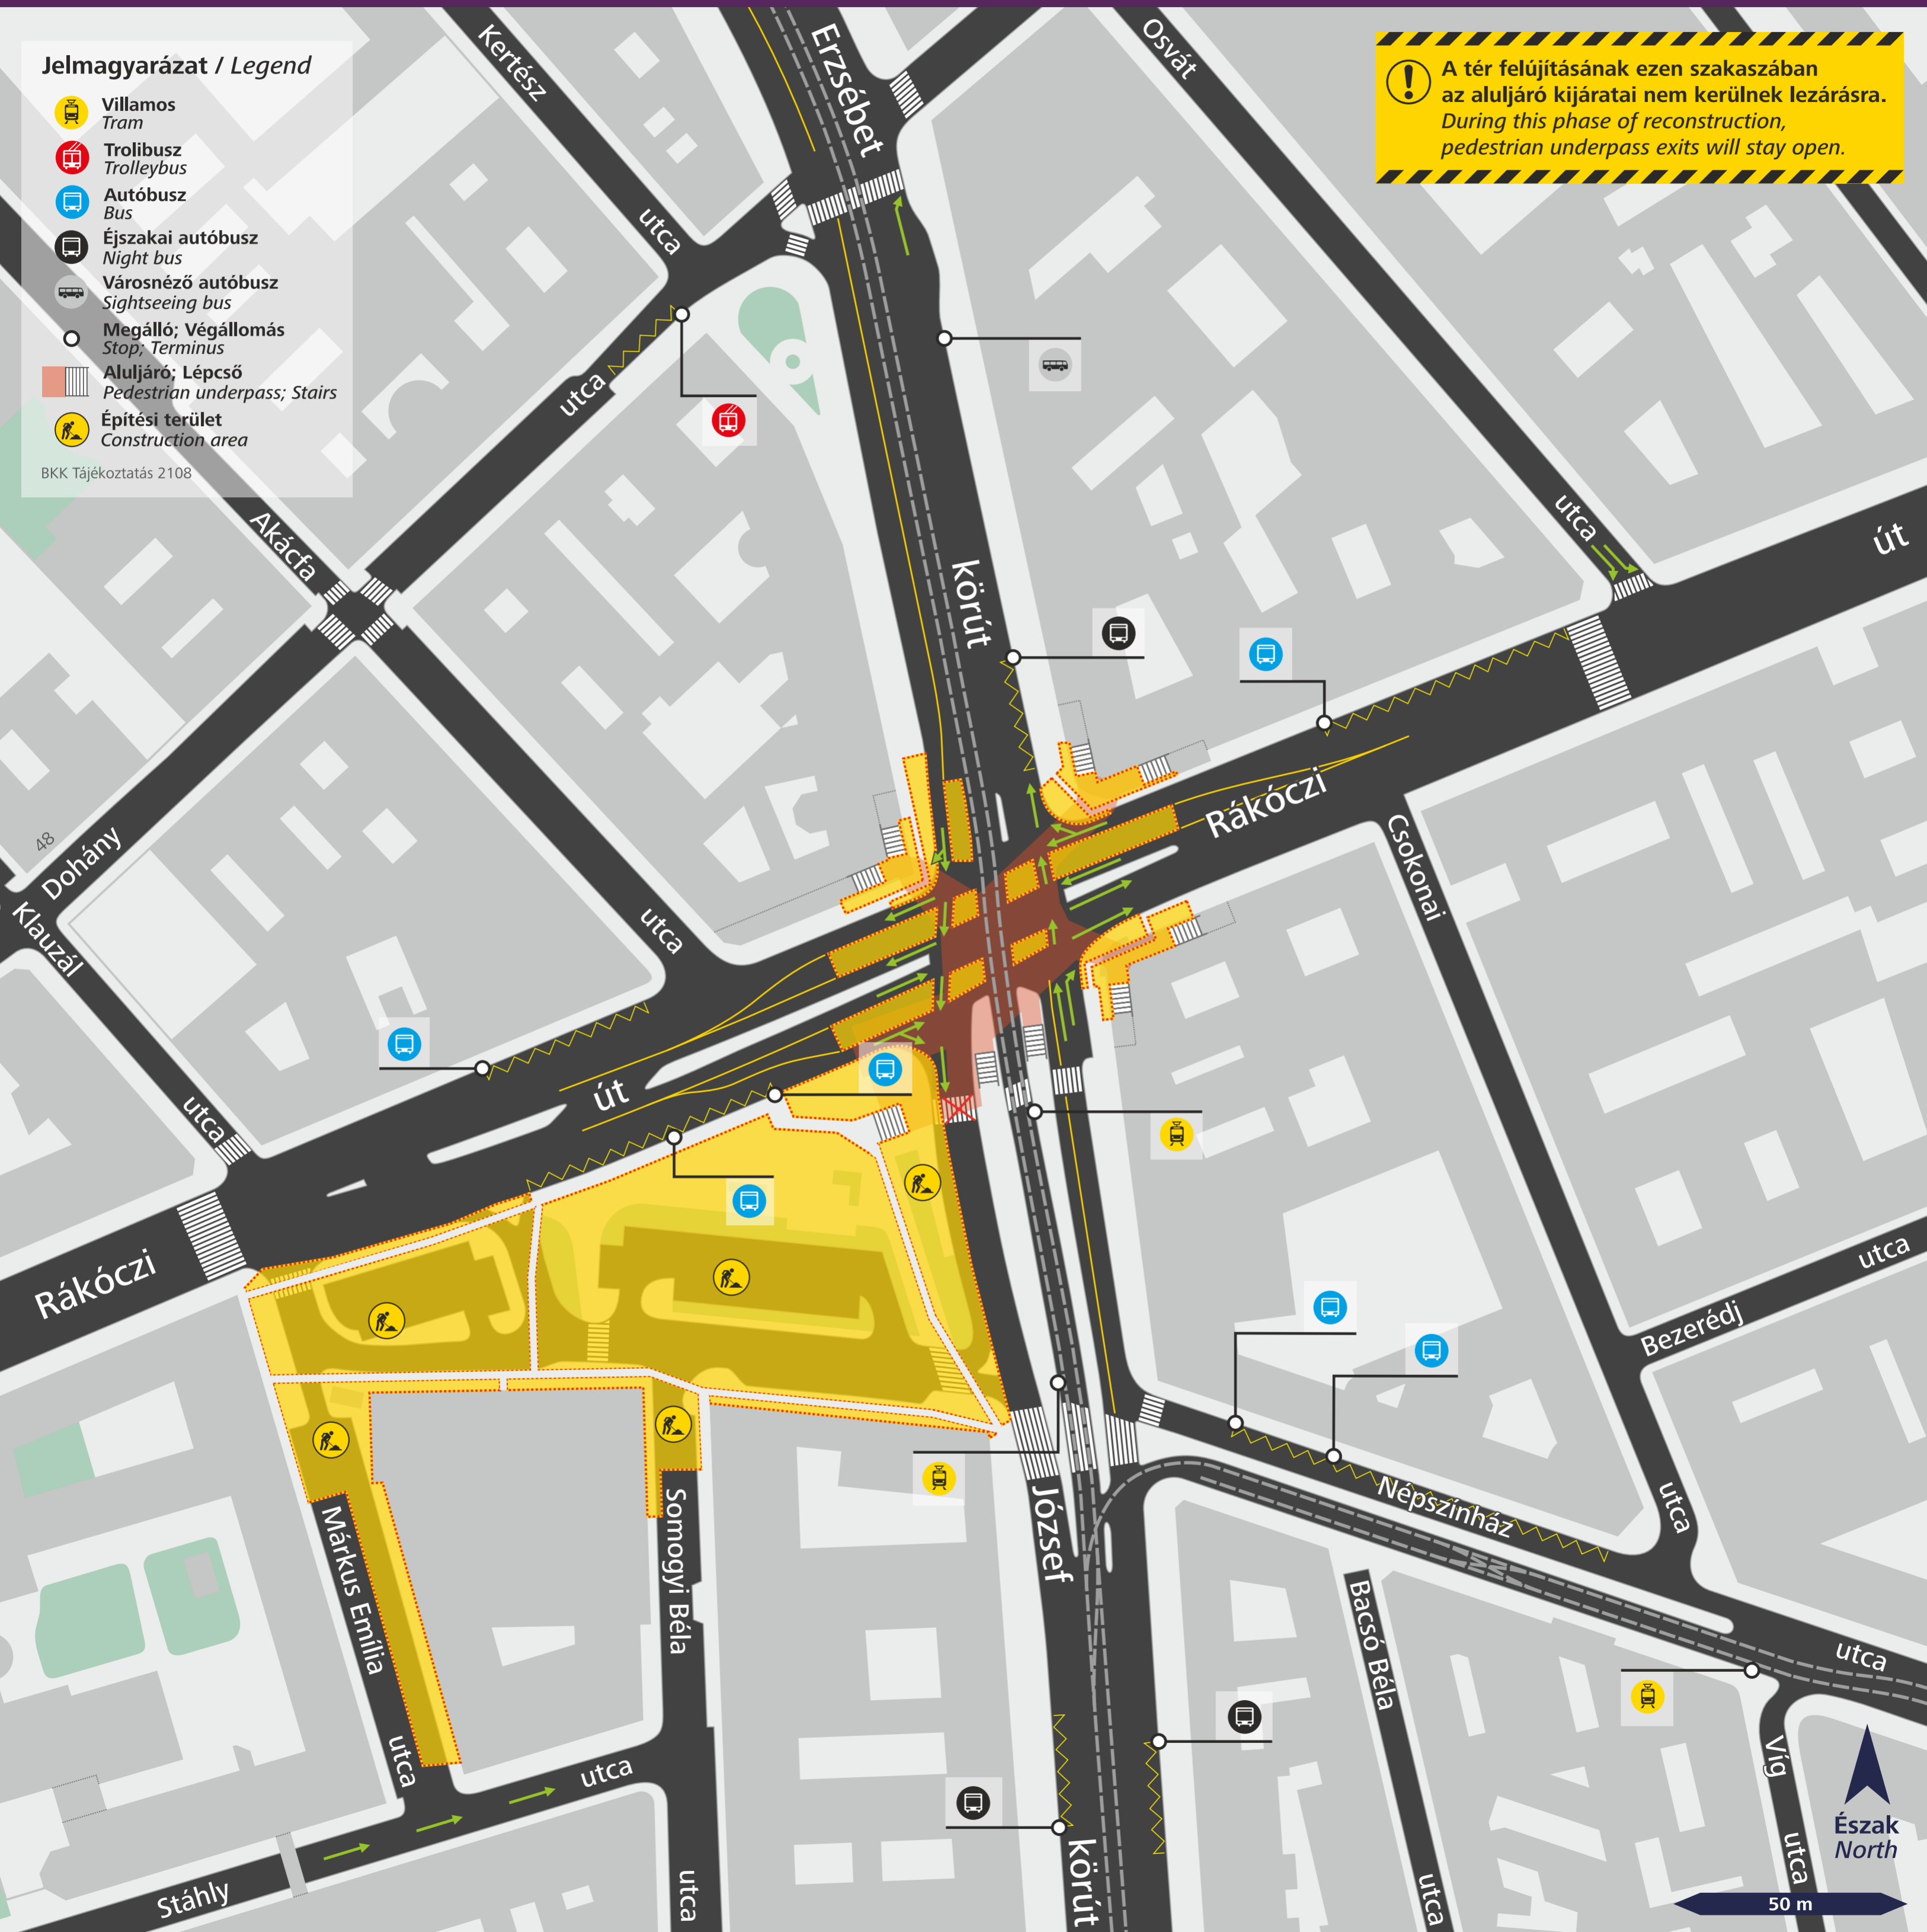 Jelmagyarázat / Legend
Villamos
Tram
Trolibusz
Trolleybus
Autóbusz
Bus
Éjszakai autóbusz
Night bus
Városnéző autóbusz
Sightseeing bus
Megálló; Végállomás
Stop; Terminus
Aluljáró; Lépcső
Pedestrian underpass; Stairs
Építési terület
Construction area
BKK Tájékoztatás 2108
A tér felújításának ezen szakaszában
az aluljáró kijáratai nem kerülnek lezárásra.
During this phase of reconstruction,
pedestrian underpass exits will stay open.
Kertész
utca
Erzsébet
körút
Osvát
utca
út
utca
Akácfa
utca
48
Dohány
Klauzál
utca
Rákóczi
út
Rákóczi
Csokonai
utca
Bezerédj
utca
Népszínház
utca
József
körút
Márkus Emília
utca
Somogyi Béla
utca
Stáhly
utca
Bacsó Béla
utca
Víg
utca
Észak
North
50 m